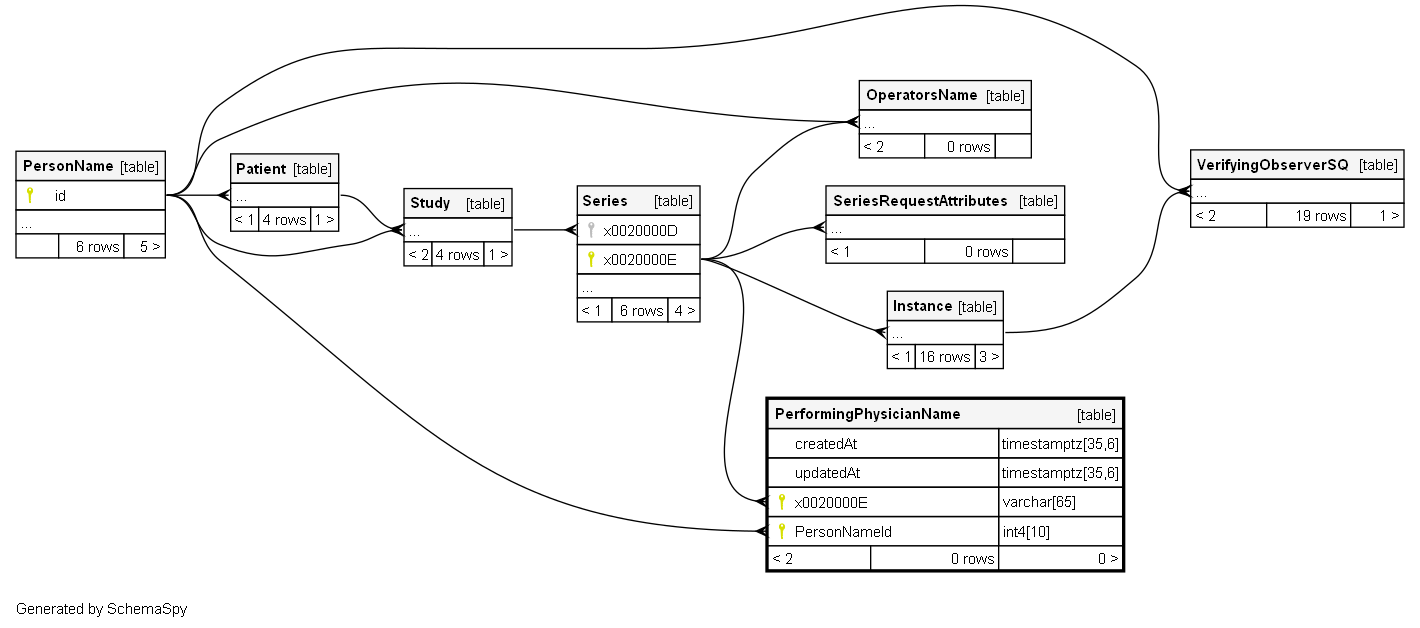 PersonName [table]
id
...
6 rows 5 >
Patient [table]
...
< 1 4 rows 1 >
Study [table]
...
< 2 4 rows 1 >
Series [table]
x0020000D
x0020000E
...
< 1 6 rows 4 >
OperatorsName [table]
...
< 2 0 rows
SeriesRequestAttributes [table]
...
< 1 0 rows
Instance [table]
...
< 1 16 rows 3 >
VerifyingObserverSQ [table]
...
< 2 19 rows 1 >
PerformingPhysicianName [table]
createdAt timestamptz[35,6]
updatedAt timestamptz[35,6]
x0020000E varchar[65]
PersonNameId int4[10]
< 2 0 rows 0 >
Generated by SchemaSpy